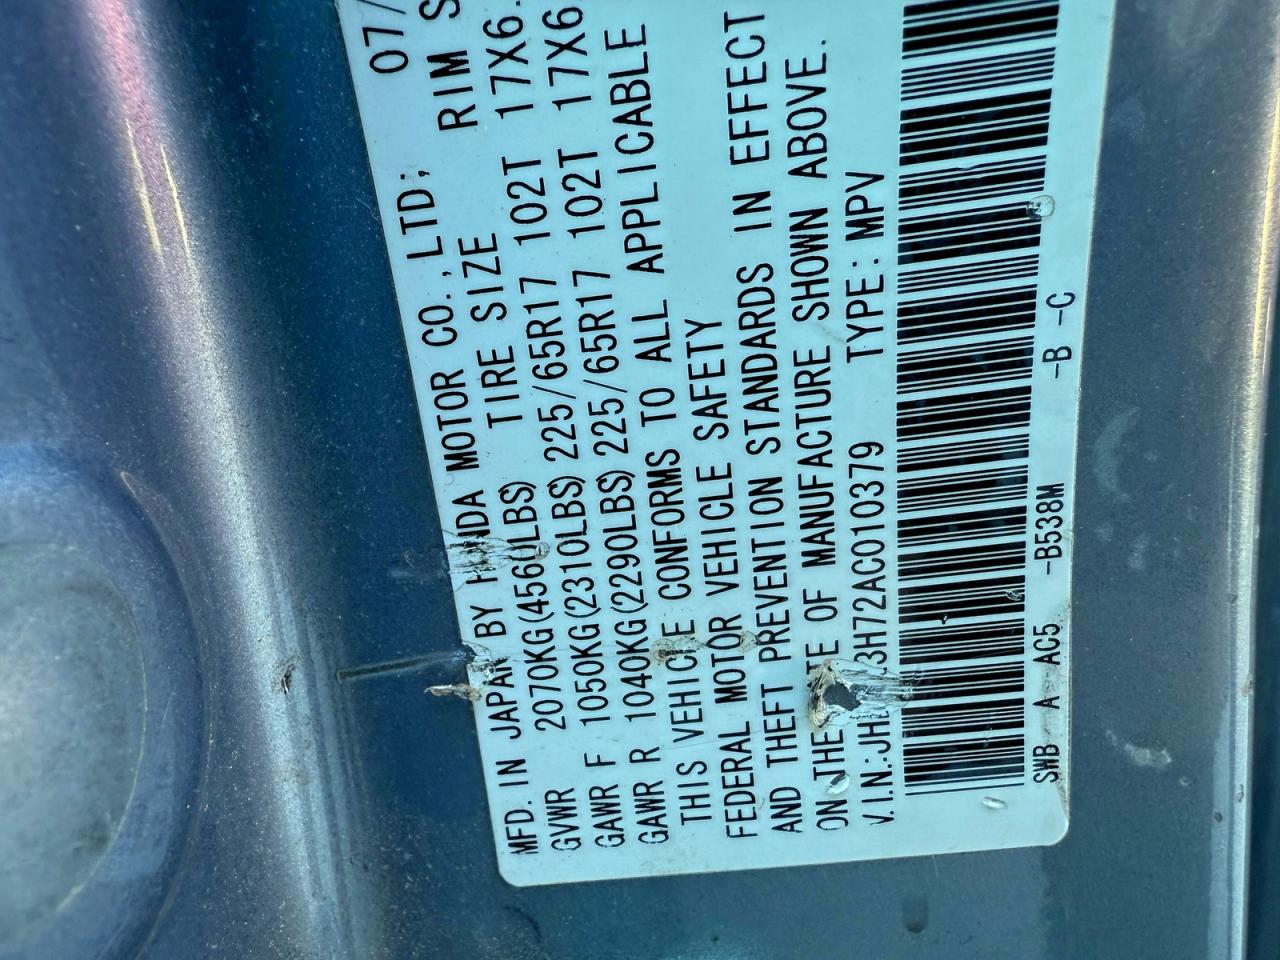 07/
MFD. IN JAPAN BY HONDA MOTOR CO.,LTD;
TIRE SIZE RIM S
GVWR 2070KG(4560LBS)
GAWR F 1050KG(2310LBS) 225/65R17 102T 17X6.
GAWR R 1040KG(2290LBS) 225/65R17 102T 17X6
THIS VEHICLE CONFORMS TO ALL APPLICABLE
FEDERAL MOTOR VEHICLE SAFETY
AND THEFT PREVENTION STANDARDS IN EFFECT
ON THE DATE OF MANUFACTURE SHOWN ABOVE.
TYPE: MPV
SWB A AC5 -B538M -B -C